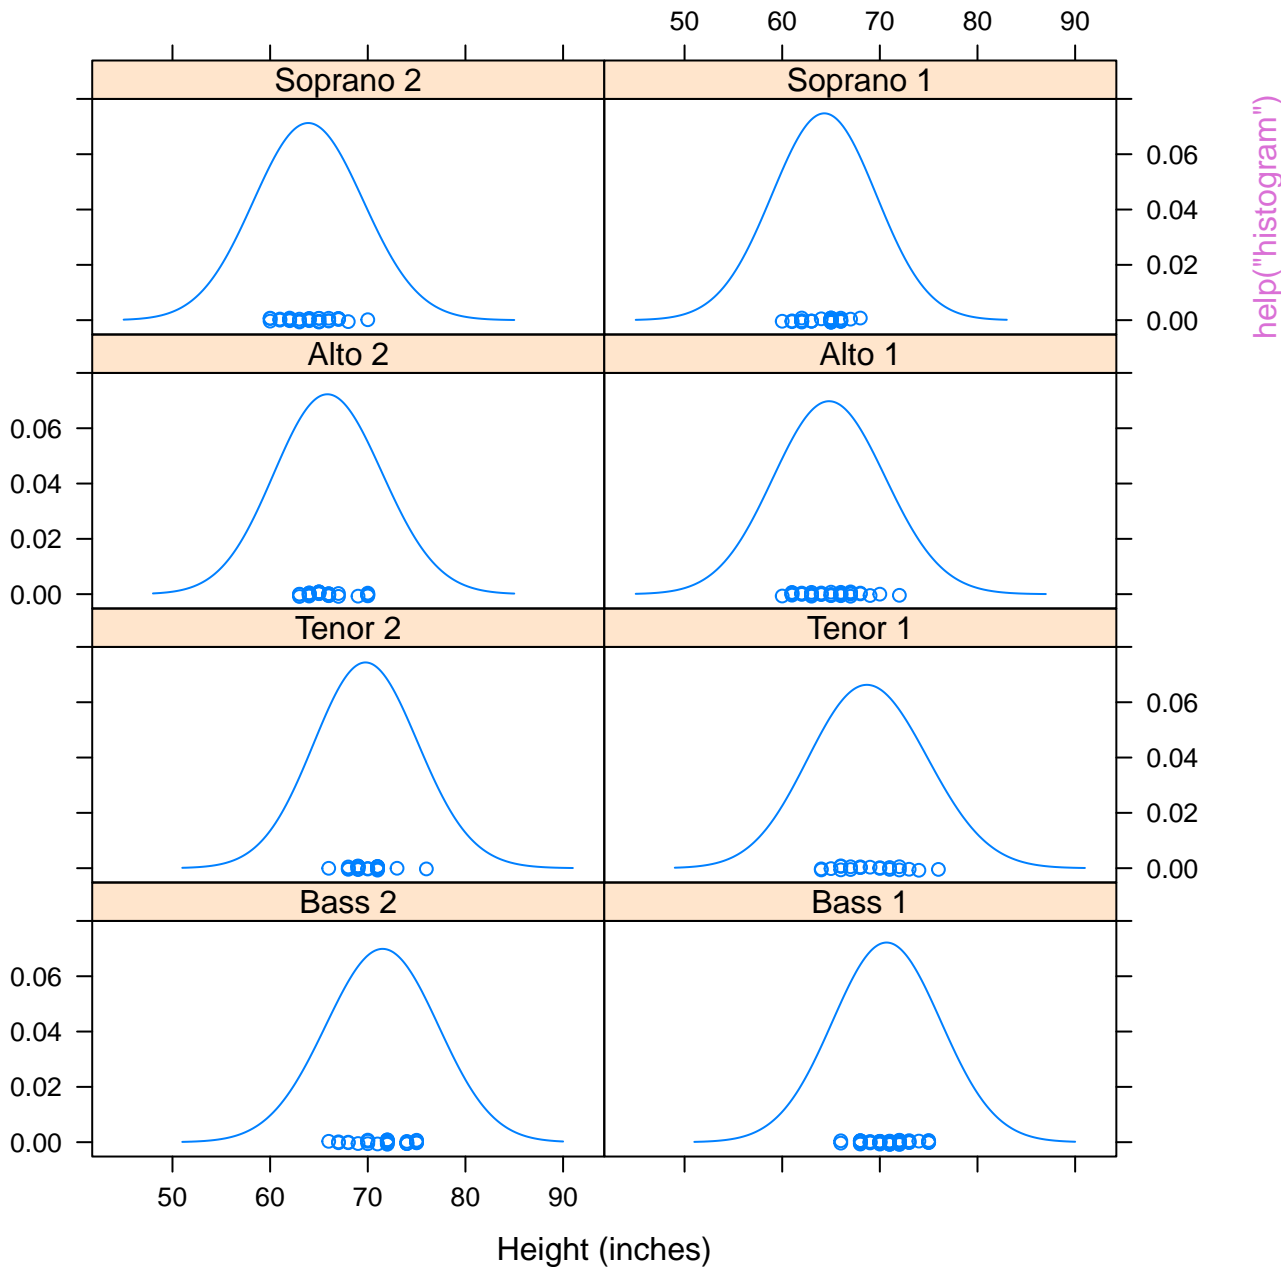 50 60 70 80 90
Soprano 2 Soprano 1
0.06
0.04
0.02
0.00
help("histogram")
Alto 2 Alto 1
0.06
0.04
0.02
0.00
Tenor 2 Tenor 1
0.06
0.04
0.02
0.00
Bass 2 Bass 1
0.06
0.04
0.02
0.00
50 60 70 80 90
Height (inches)